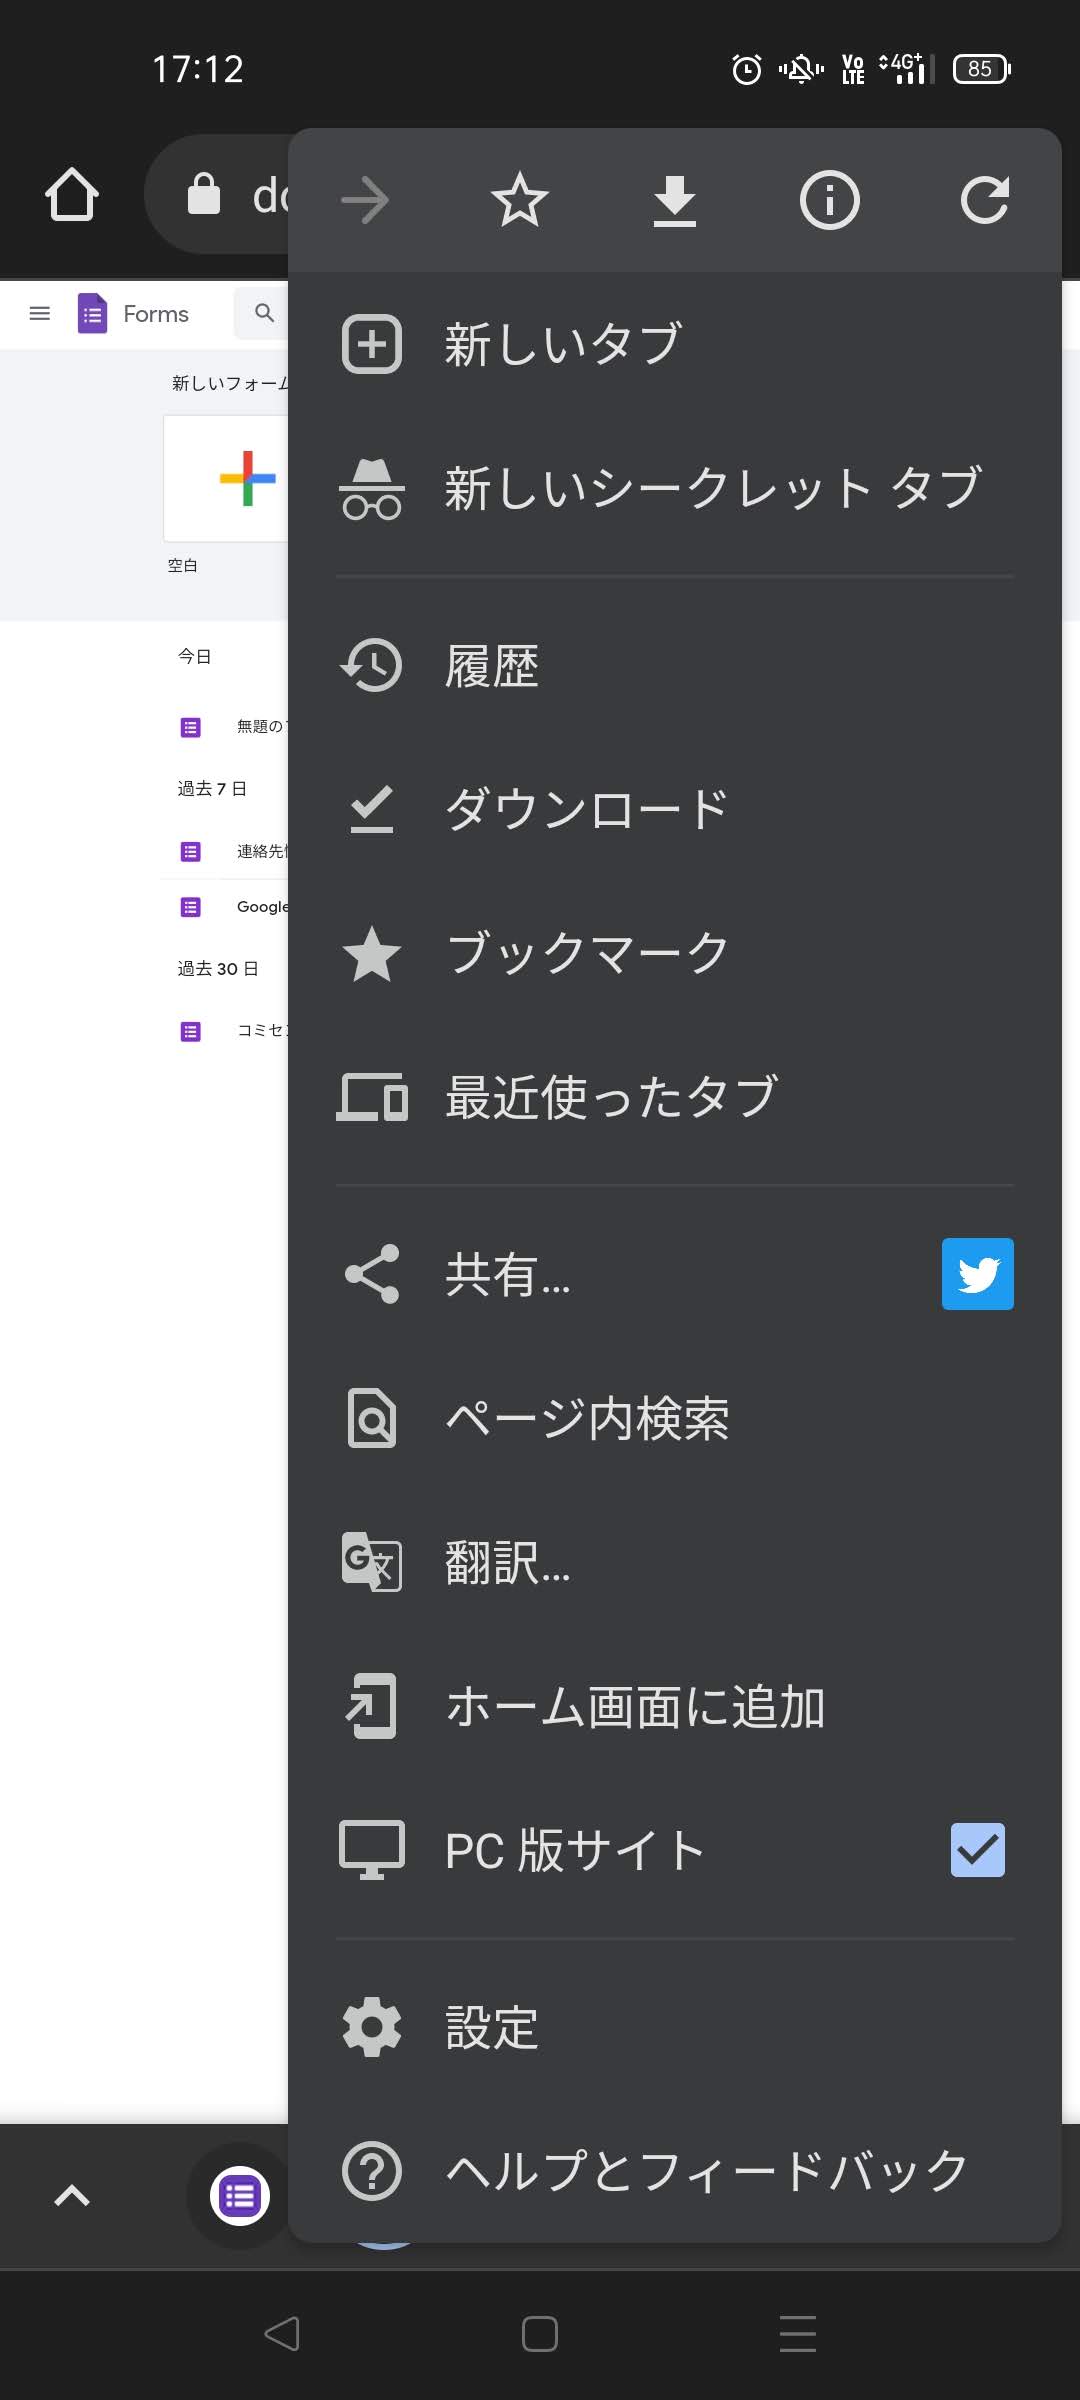 17:12
Vo
LTE
4G+
85
Forms
新しいフォーム
空白
今日
無題の
過去 7 日
連絡先
Google
過去 30 日
コミセ
新しいタブ
新しいシークレット タブ
履歴
ダウンロード
ブックマーク
最近使ったタブ
共有...
ページ内検索
G文
翻訳...
ホーム画面に追加
PC 版サイト
設定
ヘルプとフィードバック